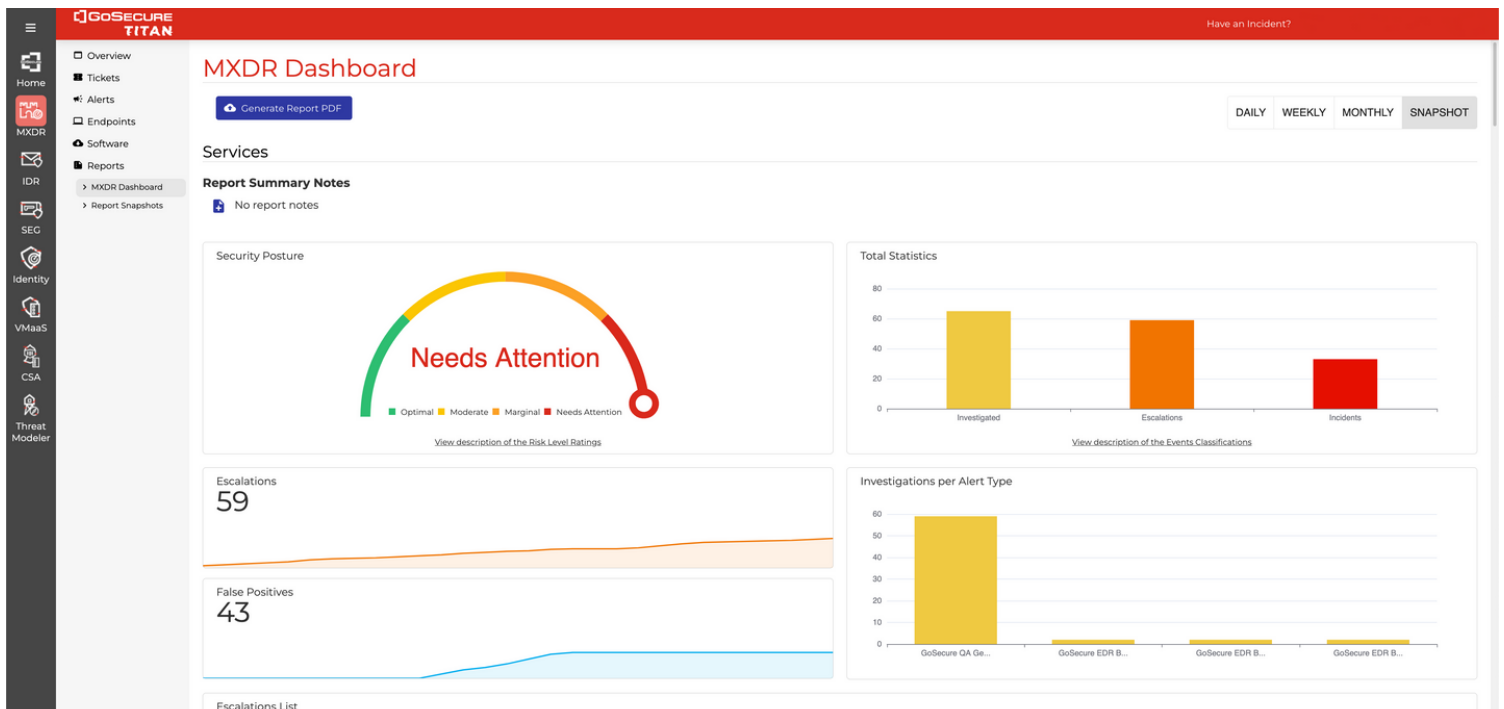 GoSecure
TITAN
Have an Incident?
Home
MXDR
IDR
SEG
Identity
VMaaS
CSA
Threat
Modeler
Overview
Tickets
Alerts
Endpoints
Software
Reports
MXDR Dashboard
Report Snapshots
MXDR Dashboard
Generate Report PDF
DAILY WEEKLY MONTHLY SNAPSHOT
Services
Report Summary Notes
No report notes
Security Posture
Needs Attention
Optimal Moderate Marginal Needs Attention
View description of the Risk Level Ratings
Total Statistics
80
60
40
20
0
Investigated Escalations Incidents
View description of the Events Classifications
Escalations
59
False Positives
43
Investigations per Alert Type
60
50
40
30
20
10
0
GoSecure QA Ge... GoSecure EDR B... GoSecure EDR B... GoSecure EDR B...
Escalations List